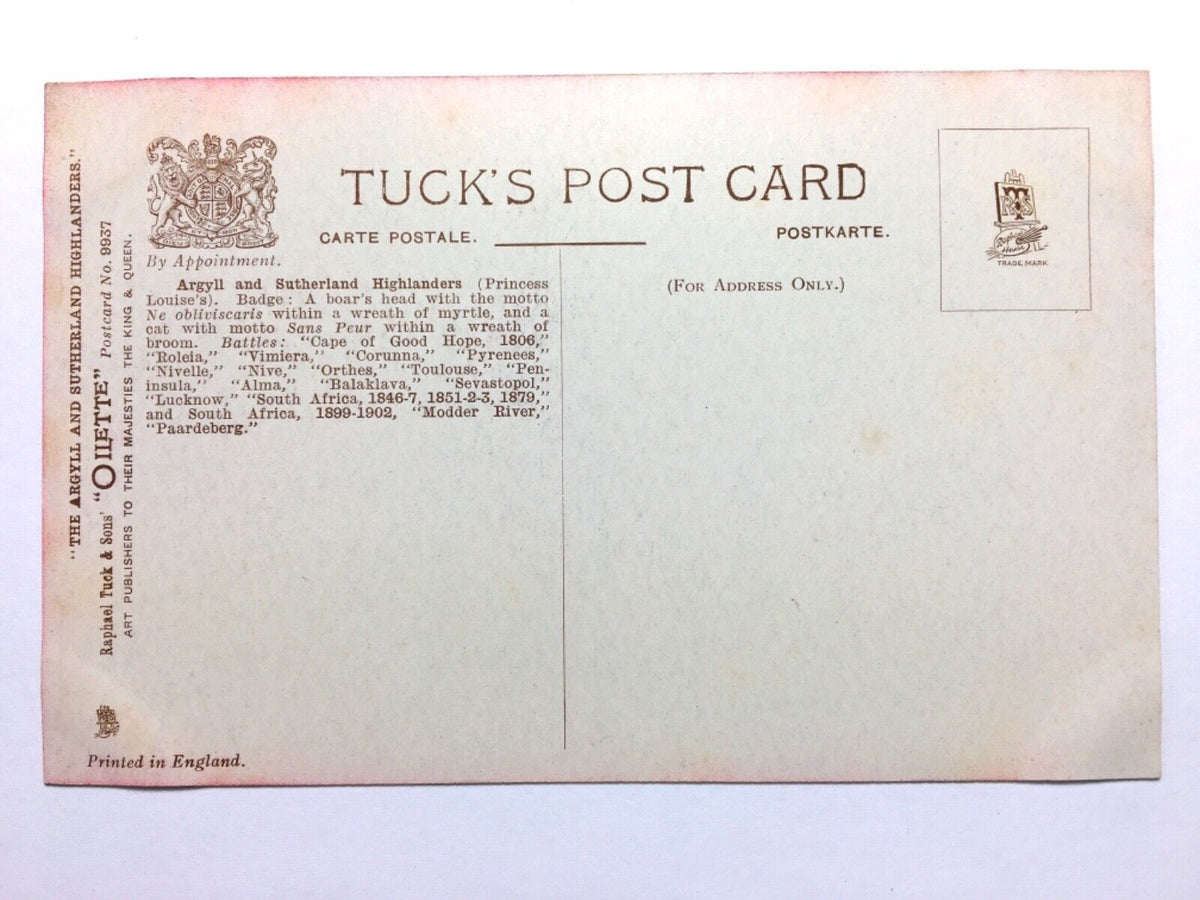 "THE ARGYLL AND SUTHERLAND HIGHLANDERS."
Raphael Tuck & Sons' "OILETTE" Postcard No. 9937
ART PUBLISHERS TO THEIR MAJESTIES THE KING & QUEEN.
TUCK'S POST CARD
CARTE POSTALE. POSTKARTE.
By Appointment.
Argyll and Sutherland Highlanders (Princess
Louise's). Badge: A boar's head with the motto
Ne obliviscaris within a wreath of myrtle, and a
cat with motto Sans Peur within a wreath of
broom. Battles: "Cape of Good Hope, 1806,"
"Roleia," "Vimiera," "Corunna," "Pyrenees,"
"Nivelle," "Nive," "Orthes," "Toulouse," "Pen-
insula," "Alma," "Balaklava," "Sevastopol,"
"Lucknow," "South Africa, 1846-7, 1851-2-3, 1879,"
and South Africa, 1899-1902, "Modder River,"
"Paardeberg."
(For Address Only.)
TRADE MARK
Printed in England.